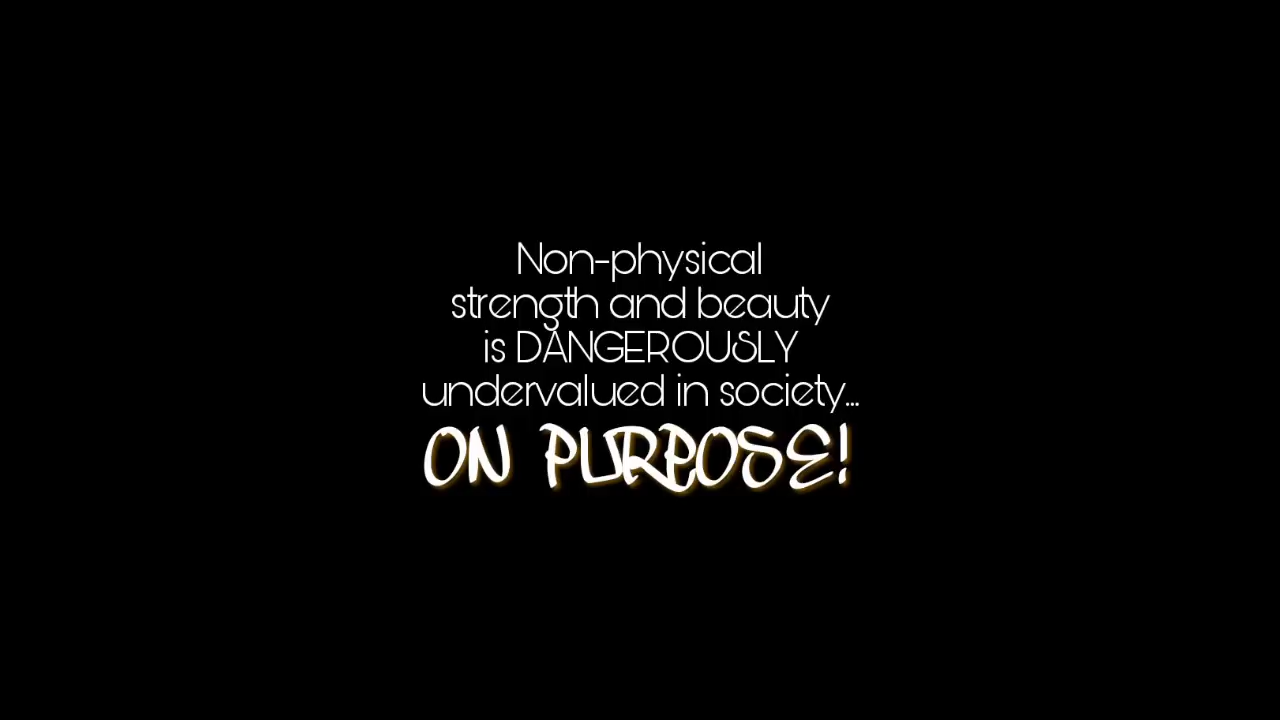 Non-physical
strength and beauty
is DANGEROUSLY
undervalued in society...
ON PURPOSE!